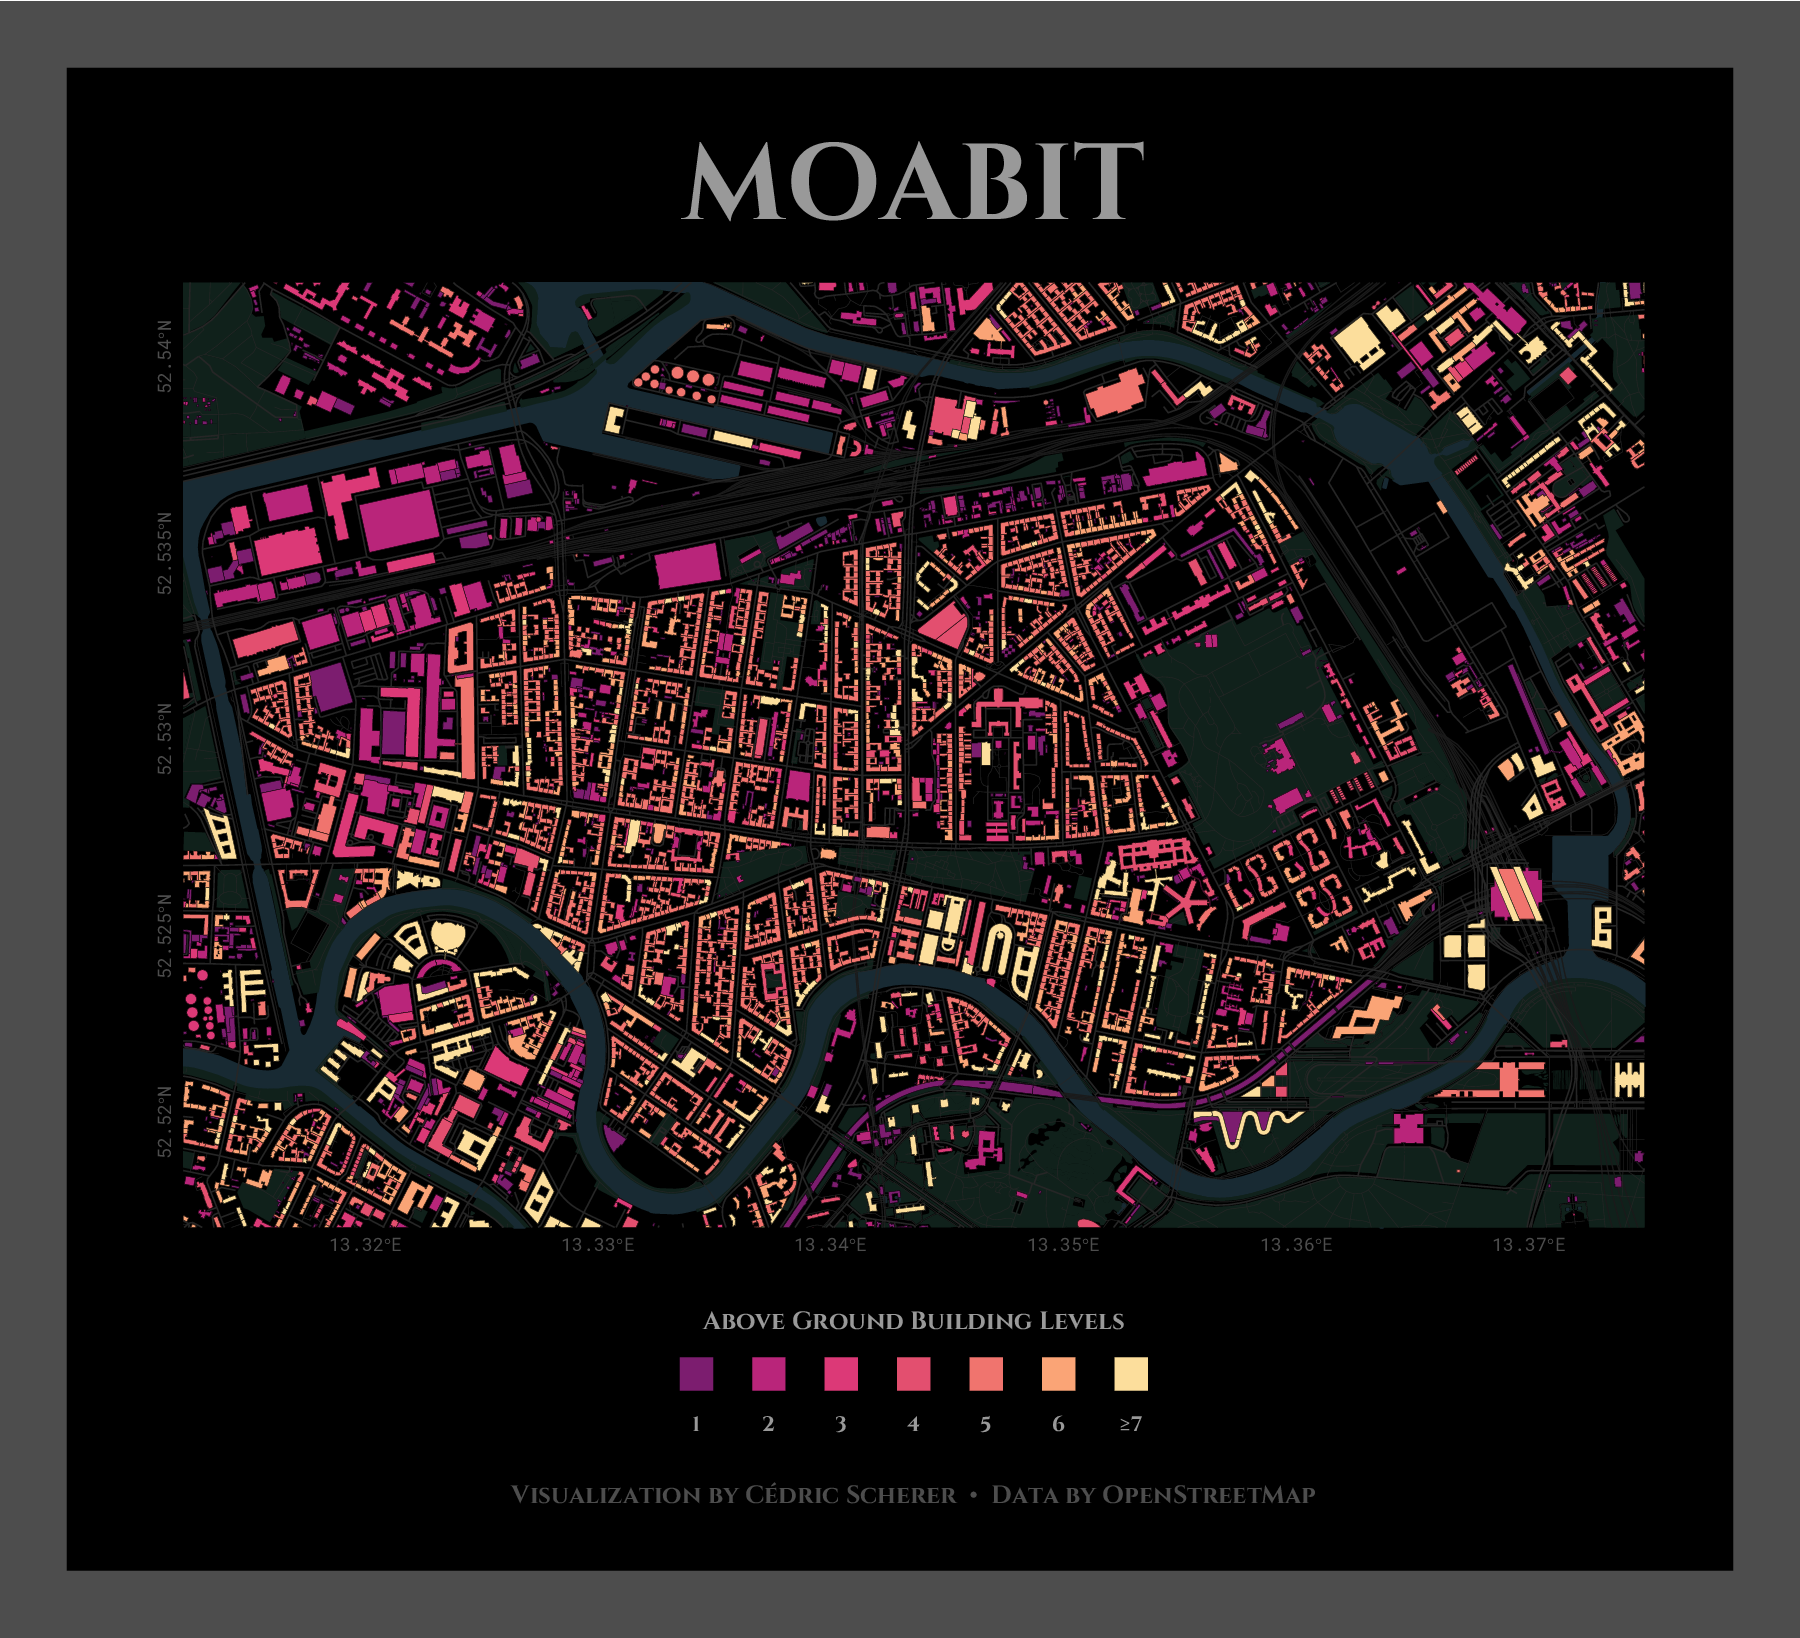 MOABIT
52.54°N
52.535°N
52.53°N
52.525°N
52.52°N
13.32°E 13.33°E 13.34°E 13.35°E 13.36°E 13.37°E
Above Ground Building Levels
1 2 3 4 5 6 ≥7
Visualization by Cédric Scherer • Data by OpenStreetMap